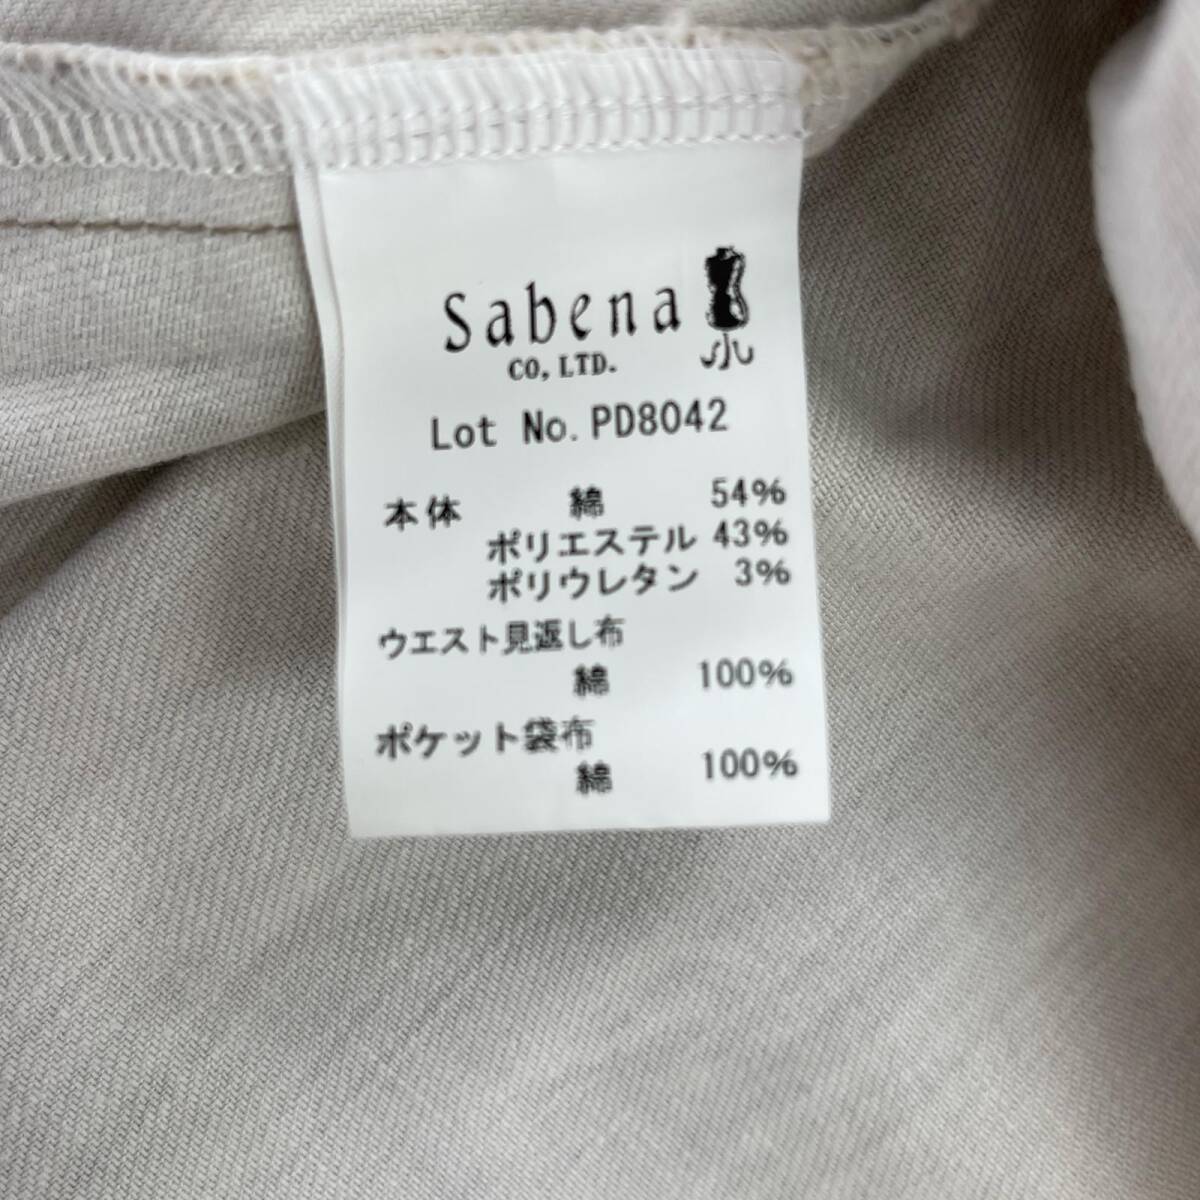 Sabena
CO, LTD.
Lot No. PD8042
本体 綿 54%
ポリエステル 43%
ポリウレタン 3%
ウエスト見返し布
綿 100%
ポケット袋布
綿 100%